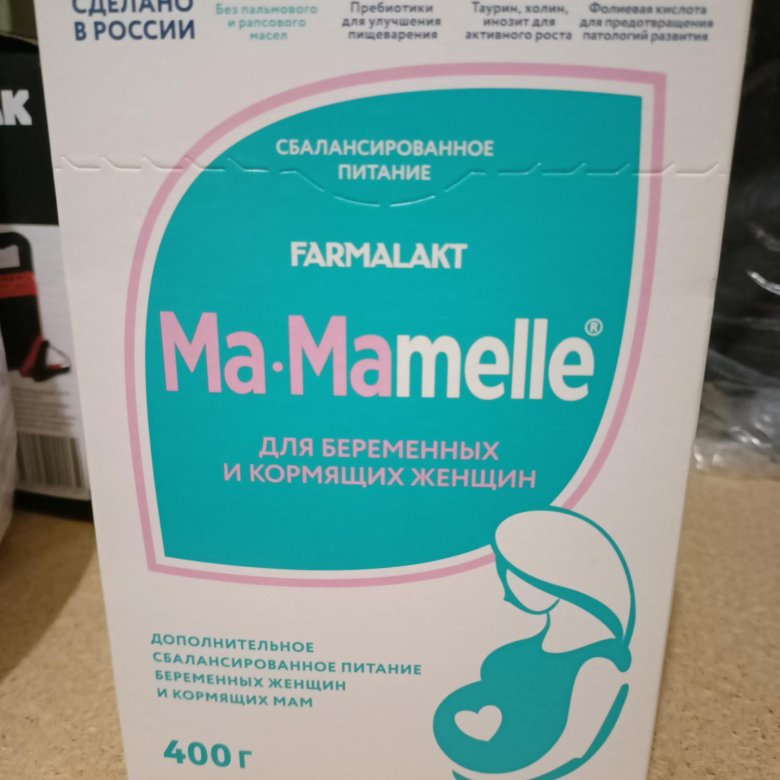 СДЕЛАНО
В РОССИИ
Без пальмового
и рапсового
масел
Пребиотики
для улучшения
пищеварения
Таурин, холин,
инозит для
активного роста
Фолиевая кислота
для предотвращения
патологий развития
АК
СБАЛАНСИРОВАННОЕ
ПИТАНИЕ
FARMALAKT
Ma·Mamelle®
ДЛЯ БЕРЕМЕННЫХ
И КОРМЯЩИХ ЖЕНЩИН
ДОПОЛНИТЕЛЬНОЕ
СБАЛАНСИРОВАННОЕ ПИТАНИЕ
БЕРЕМЕННЫХ ЖЕНЩИН
И КОРМЯЩИХ МАМ
400 г